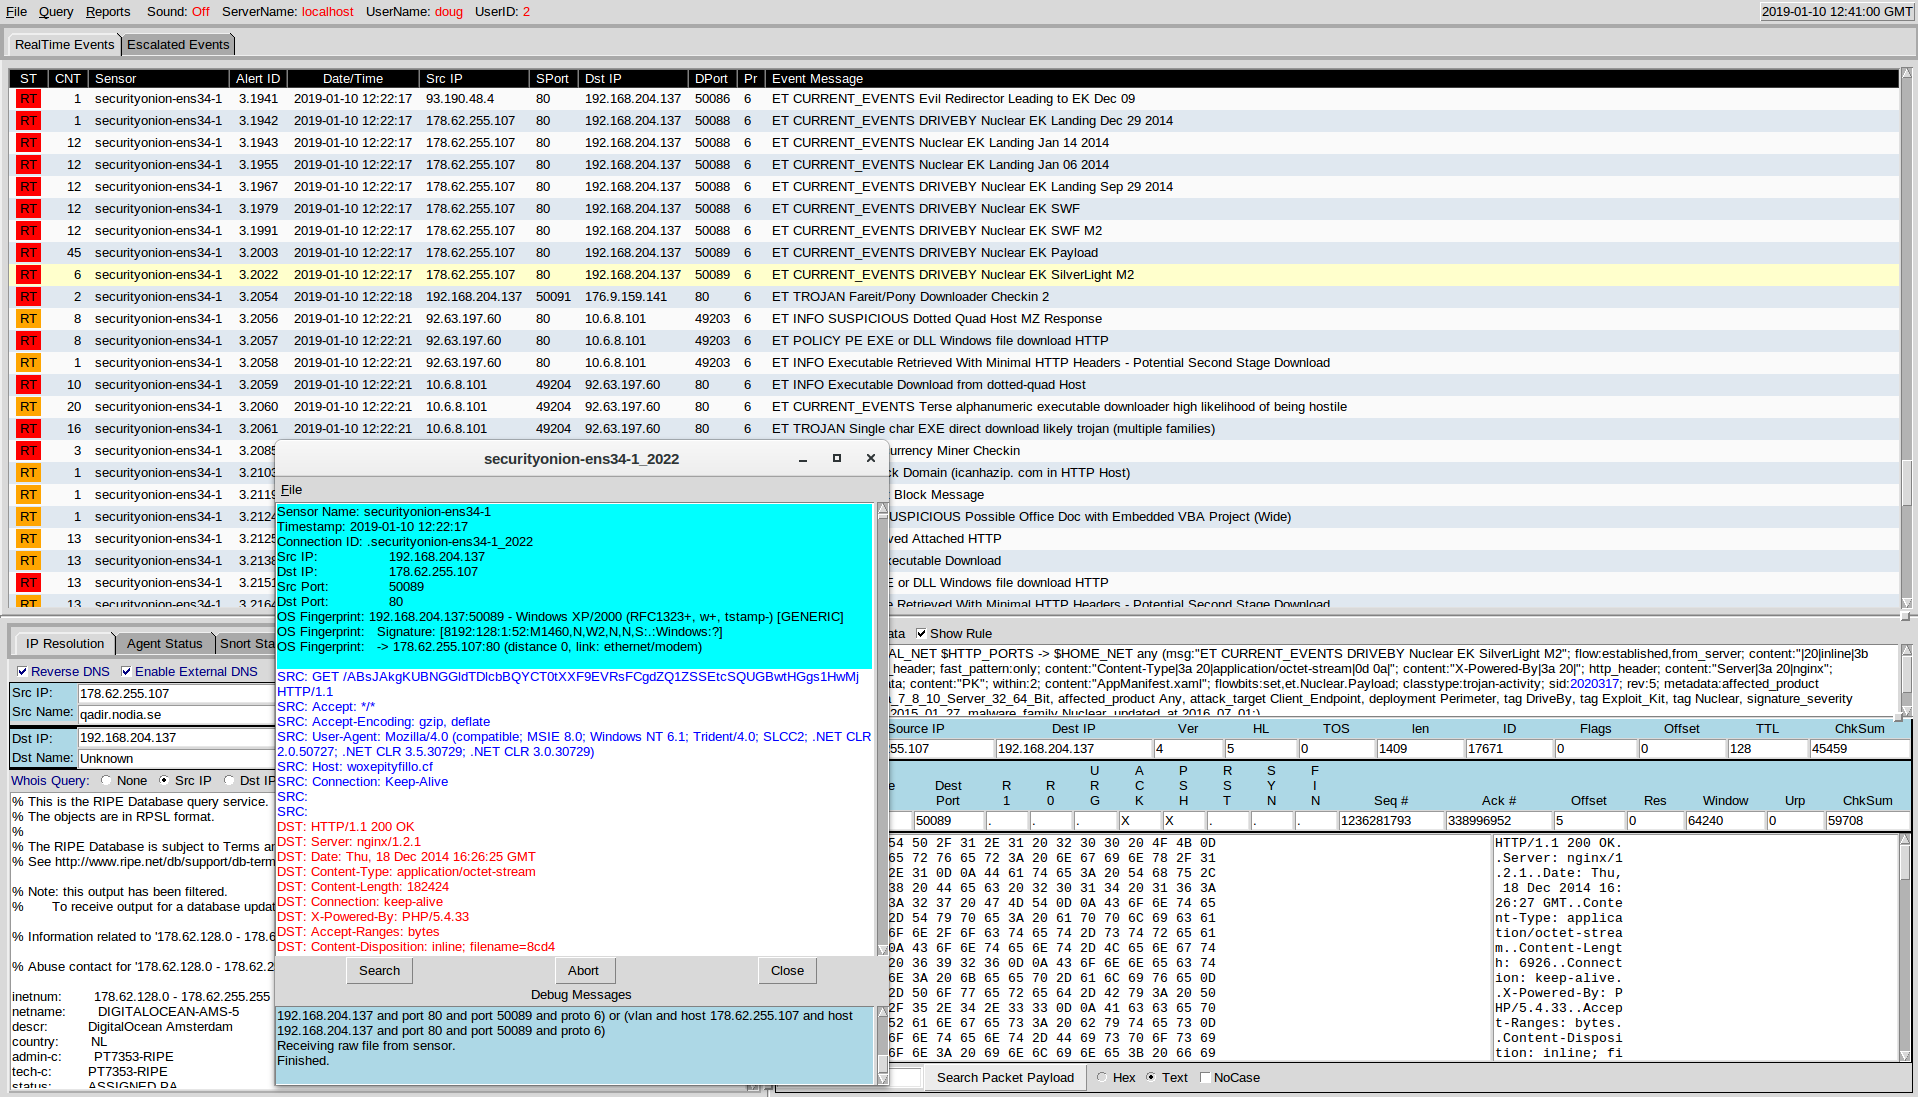 File Query Reports Sound: Off ServerName: localhost UserName: doug UserID: 2 2019-01-10 12:41:00 GMT
RealTime Events Escalated Events
ST CNT Sensor Alert ID Date/Time Src IP SPort Dst IP DPort Pr Event Message
RT 1 securityonion-ens34-1 3.1941 2019-01-10 12:22:17 93.190.48.4 80 192.168.204.137 50086 6 ET CURRENT_EVENTS Evil Redirector Leading to EK Dec 09
RT 1 securityonion-ens34-1 3.1942 2019-01-10 12:22:17 178.62.255.107 80 192.168.204.137 50088 6 ET CURRENT_EVENTS DRIVEBY Nuclear EK Landing Dec 29 2014
RT 12 securityonion-ens34-1 3.1943 2019-01-10 12:22:17 178.62.255.107 80 192.168.204.137 50088 6 ET CURRENT_EVENTS Nuclear EK Landing Jan 14 2014
RT 12 securityonion-ens34-1 3.1955 2019-01-10 12:22:17 178.62.255.107 80 192.168.204.137 50088 6 ET CURRENT_EVENTS Nuclear EK Landing Jan 06 2014
RT 12 securityonion-ens34-1 3.1967 2019-01-10 12:22:17 178.62.255.107 80 192.168.204.137 50088 6 ET CURRENT_EVENTS DRIVEBY Nuclear EK Landing Sep 29 2014
RT 12 securityonion-ens34-1 3.1979 2019-01-10 12:22:17 178.62.255.107 80 192.168.204.137 50088 6 ET CURRENT_EVENTS DRIVEBY Nuclear EK SWF
RT 12 securityonion-ens34-1 3.1991 2019-01-10 12:22:17 178.62.255.107 80 192.168.204.137 50088 6 ET CURRENT_EVENTS DRIVEBY Nuclear EK SWF M2
RT 45 securityonion-ens34-1 3.2003 2019-01-10 12:22:17 178.62.255.107 80 192.168.204.137 50089 6 ET CURRENT_EVENTS DRIVEBY Nuclear EK Payload
RT 6 securityonion-ens34-1 3.2022 2019-01-10 12:22:17 178.62.255.107 80 192.168.204.137 50089 6 ET CURRENT_EVENTS DRIVEBY Nuclear EK SilverLight M2
RT 2 securityonion-ens34-1 3.2054 2019-01-10 12:22:18 192.168.204.137 50091 176.9.159.141 80 6 ET TROJAN Fareit/Pony Downloader Checkin 2
RT 8 securityonion-ens34-1 3.2056 2019-01-10 12:22:21 92.63.197.60 80 10.6.8.101 49203 6 ET INFO SUSPICIOUS Dotted Quad Host MZ Response
RT 8 securityonion-ens34-1 3.2057 2019-01-10 12:22:21 92.63.197.60 80 10.6.8.101 49203 6 ET POLICY PE EXE or DLL Windows file download HTTP
RT 1 securityonion-ens34-1 3.2058 2019-01-10 12:22:21 92.63.197.60 80 10.6.8.101 49203 6 ET INFO Executable Retrieved With Minimal HTTP Headers - Potential Second Stage Download
RT 10 securityonion-ens34-1 3.2059 2019-01-10 12:22:21 10.6.8.101 49204 92.63.197.60 80 6 ET INFO Executable Download from dotted-quad Host
RT 20 securityonion-ens34-1 3.2060 2019-01-10 12:22:21 10.6.8.101 49204 92.63.197.60 80 6 ET CURRENT_EVENTS Terse alphanumeric executable downloader high likelihood of being hostile
RT 16 securityonion-ens34-1 3.2061 2019-01-10 12:22:21 10.6.8.101 49204 92.63.197.60 80 6 ET TROJAN Single char EXE direct download likely trojan (multiple families)
RT 3 securityonion-ens34-1 3.2085 urrency Miner Checkin
RT 1 securityonion-ens34-1 3.2103 ck Domain (icanhazip. com in HTTP Host)
RT 1 securityonion-ens34-1 3.2119 Block Message
RT 1 securityonion-ens34-1 3.2124 USPICIOUS Possible Office Doc with Embedded VBA Project (Wide)
RT 13 securityonion-ens34-1 3.2125 ved Attached HTTP
RT 13 securityonion-ens34-1 3.2138 xecutable Download
RT 13 securityonion-ens34-1 3.2151 E or DLL Windows file download HTTP
RT 13 securityonion-ens34-1 3.2164 e Retrieved With Minimal HTTP Headers - Potential Second Stage Download
securityonion-ens34-1_2022
File
Sensor Name: securityonion-ens34-1
Timestamp: 2019-01-10 12:22:17
Connection ID: .securityonion-ens34-1_2022
Src IP: 192.168.204.137
Dst IP: 178.62.255.107
Src Port: 50089
Dst Port: 80
OS Fingerprint: 192.168.204.137:50089 - Windows XP/2000 (RFC1323+, w+, tstamp-) [GENERIC]
OS Fingerprint: Signature: [8192:128:1:52:M1460,N,W2,N,N,S:.:Windows:?]
OS Fingerprint: -> 178.62.255.107:80 (distance 0, link: ethernet/modem)
SRC: GET /ABsJAkgKUBNGGldTDlcbBQYCT0tXXF9EVRsFCgdZQ1ZSSEtcSQUGBwtHGgs1HwMj
HTTP/1.1
SRC: Accept: */*
SRC: Accept-Encoding: gzip, deflate
SRC: User-Agent: Mozilla/4.0 (compatible; MSIE 8.0; Windows NT 6.1; Trident/4.0; SLCC2; .NET CLR
2.0.50727; .NET CLR 3.5.30729; .NET CLR 3.0.30729)
SRC: Host: woxepityfillo.cf
SRC: Connection: Keep-Alive
SRC:
SRC:
DST: HTTP/1.1 200 OK
DST: Server: nginx/1.2.1
DST: Date: Thu, 18 Dec 2014 16:26:25 GMT
DST: Content-Type: application/octet-stream
DST: Content-Length: 182424
DST: Connection: keep-alive
DST: X-Powered-By: PHP/5.4.33
DST: Accept-Ranges: bytes
DST: Content-Disposition: inline; filename=8cd4
Search Abort Close
Debug Messages
192.168.204.137 and port 80 and port 50089 and proto 6) or (vlan and host 178.62.255.107 and host
192.168.204.137 and port 80 and port 50089 and proto 6)
Receiving raw file from sensor.
Finished.
IP Resolution Agent Status Snort Sta
Reverse DNS Enable External DNS
Src IP: 178.62.255.107
Src Name: qadir.nodia.se
Dst IP: 192.168.204.137
Dst Name: Unknown
Whois Query: None Src IP Dst IP
% This is the RIPE Database query service.
% The objects are in RPSL format.
%
% The RIPE Database is subject to Terms an
% See http://www.ripe.net/db/support/db-term
% Note: this output has been filtered.
% To receive output for a database updat
% Information related to '178.62.128.0 - 178.6
% Abuse contact for '178.62.128.0 - 178.62.2
inetnum: 178.62.128.0 - 178.62.255.255
netname: DIGITALOCEAN-AMS-5
descr: DigitalOcean Amsterdam
country: NL
admin-c: PT7353-RIPE
tech-c: PT7353-RIPE
status: ASSIGNED PA
ata Show Rule
AL_NET $HTTP_PORTS -> $HOME_NET any (msg:"ET CURRENT_EVENTS DRIVEBY Nuclear EK SilverLight M2"; flow:established,from_server; content:"|20|inline|3b
_header; fast_pattern:only; content:"Content-Type|3a 20|application/octet-stream|0d 0a|"; content:"X-Powered-By|3a 20|"; http_header; content:"Server|3a 20|nginx";
ta; content:"PK"; within:2; content:"AppManifest.xaml"; flowbits:set,et.Nuclear.Payload; classtype:trojan-activity; sid:2020317; rev:5; metadata:affected_product
a_7_8_10_Server_32_64_Bit, affected_product Any, attack_target Client_Endpoint, deployment Perimeter, tag DriveBy, tag Exploit_Kit, tag Nuclear, signature_severity
2015_01_27, malware_family Nuclear, updated_at 2016_07_01;)
Source IP Dest IP Ver HL TOS len ID Flags Offset TTL ChkSum
55.107 192.168.204.137 4 5 0 1409 17671 0 0 128 45459
e Dest Port R1 R0 URG ACK PSH RST SYN FIN Seq # Ack # Offset Res Window Urp ChkSum
50089 . . . X X . . . 1236281793 338996952 5 0 64240 0 59708
54 50 2F 31 2E 31 20 32 30 30 20 4F 4B 0D HTTP/1.1 200 OK.
65 72 76 65 72 3A 20 6E 67 69 6E 78 2F 31 .Server: nginx/1
2E 31 0D 0A 44 61 74 65 3A 20 54 68 75 2C .2.1..Date: Thu,
38 20 44 65 63 20 32 30 31 34 20 31 36 3A 18 Dec 2014 16:
3A 32 37 20 47 4D 54 0D 0A 43 6F 6E 74 65 26:27 GMT..Conte
2D 54 79 70 65 3A 20 61 70 70 6C 69 63 61 nt-Type: applica
6F 6E 2F 6F 63 74 65 74 2D 73 74 72 65 61 tion/octet-strea
0A 43 6F 6E 74 65 6E 74 2D 4C 65 6E 67 74 m..Content-Lengt
20 36 39 32 36 0D 0A 43 6F 6E 6E 65 63 74 h: 6926..Connect
6E 3A 20 6B 65 65 70 2D 61 6C 69 76 65 0D ion: keep-alive.
2D 50 6F 77 65 72 65 64 2D 42 79 3A 20 50 .X-Powered-By: P
2F 35 2E 34 2E 33 33 0D 0A 41 63 63 65 70 HP/5.4.33..Accep
52 61 6E 67 65 73 3A 20 62 79 74 65 73 0D t-Ranges: bytes.
6F 6E 74 65 6E 74 2D 44 69 73 70 6F 73 69 .Content-Disposi
6F 6E 3A 20 69 6E 6C 69 6E 65 3B 20 66 69 tion: inline; fi
Search Packet Payload Hex Text NoCase